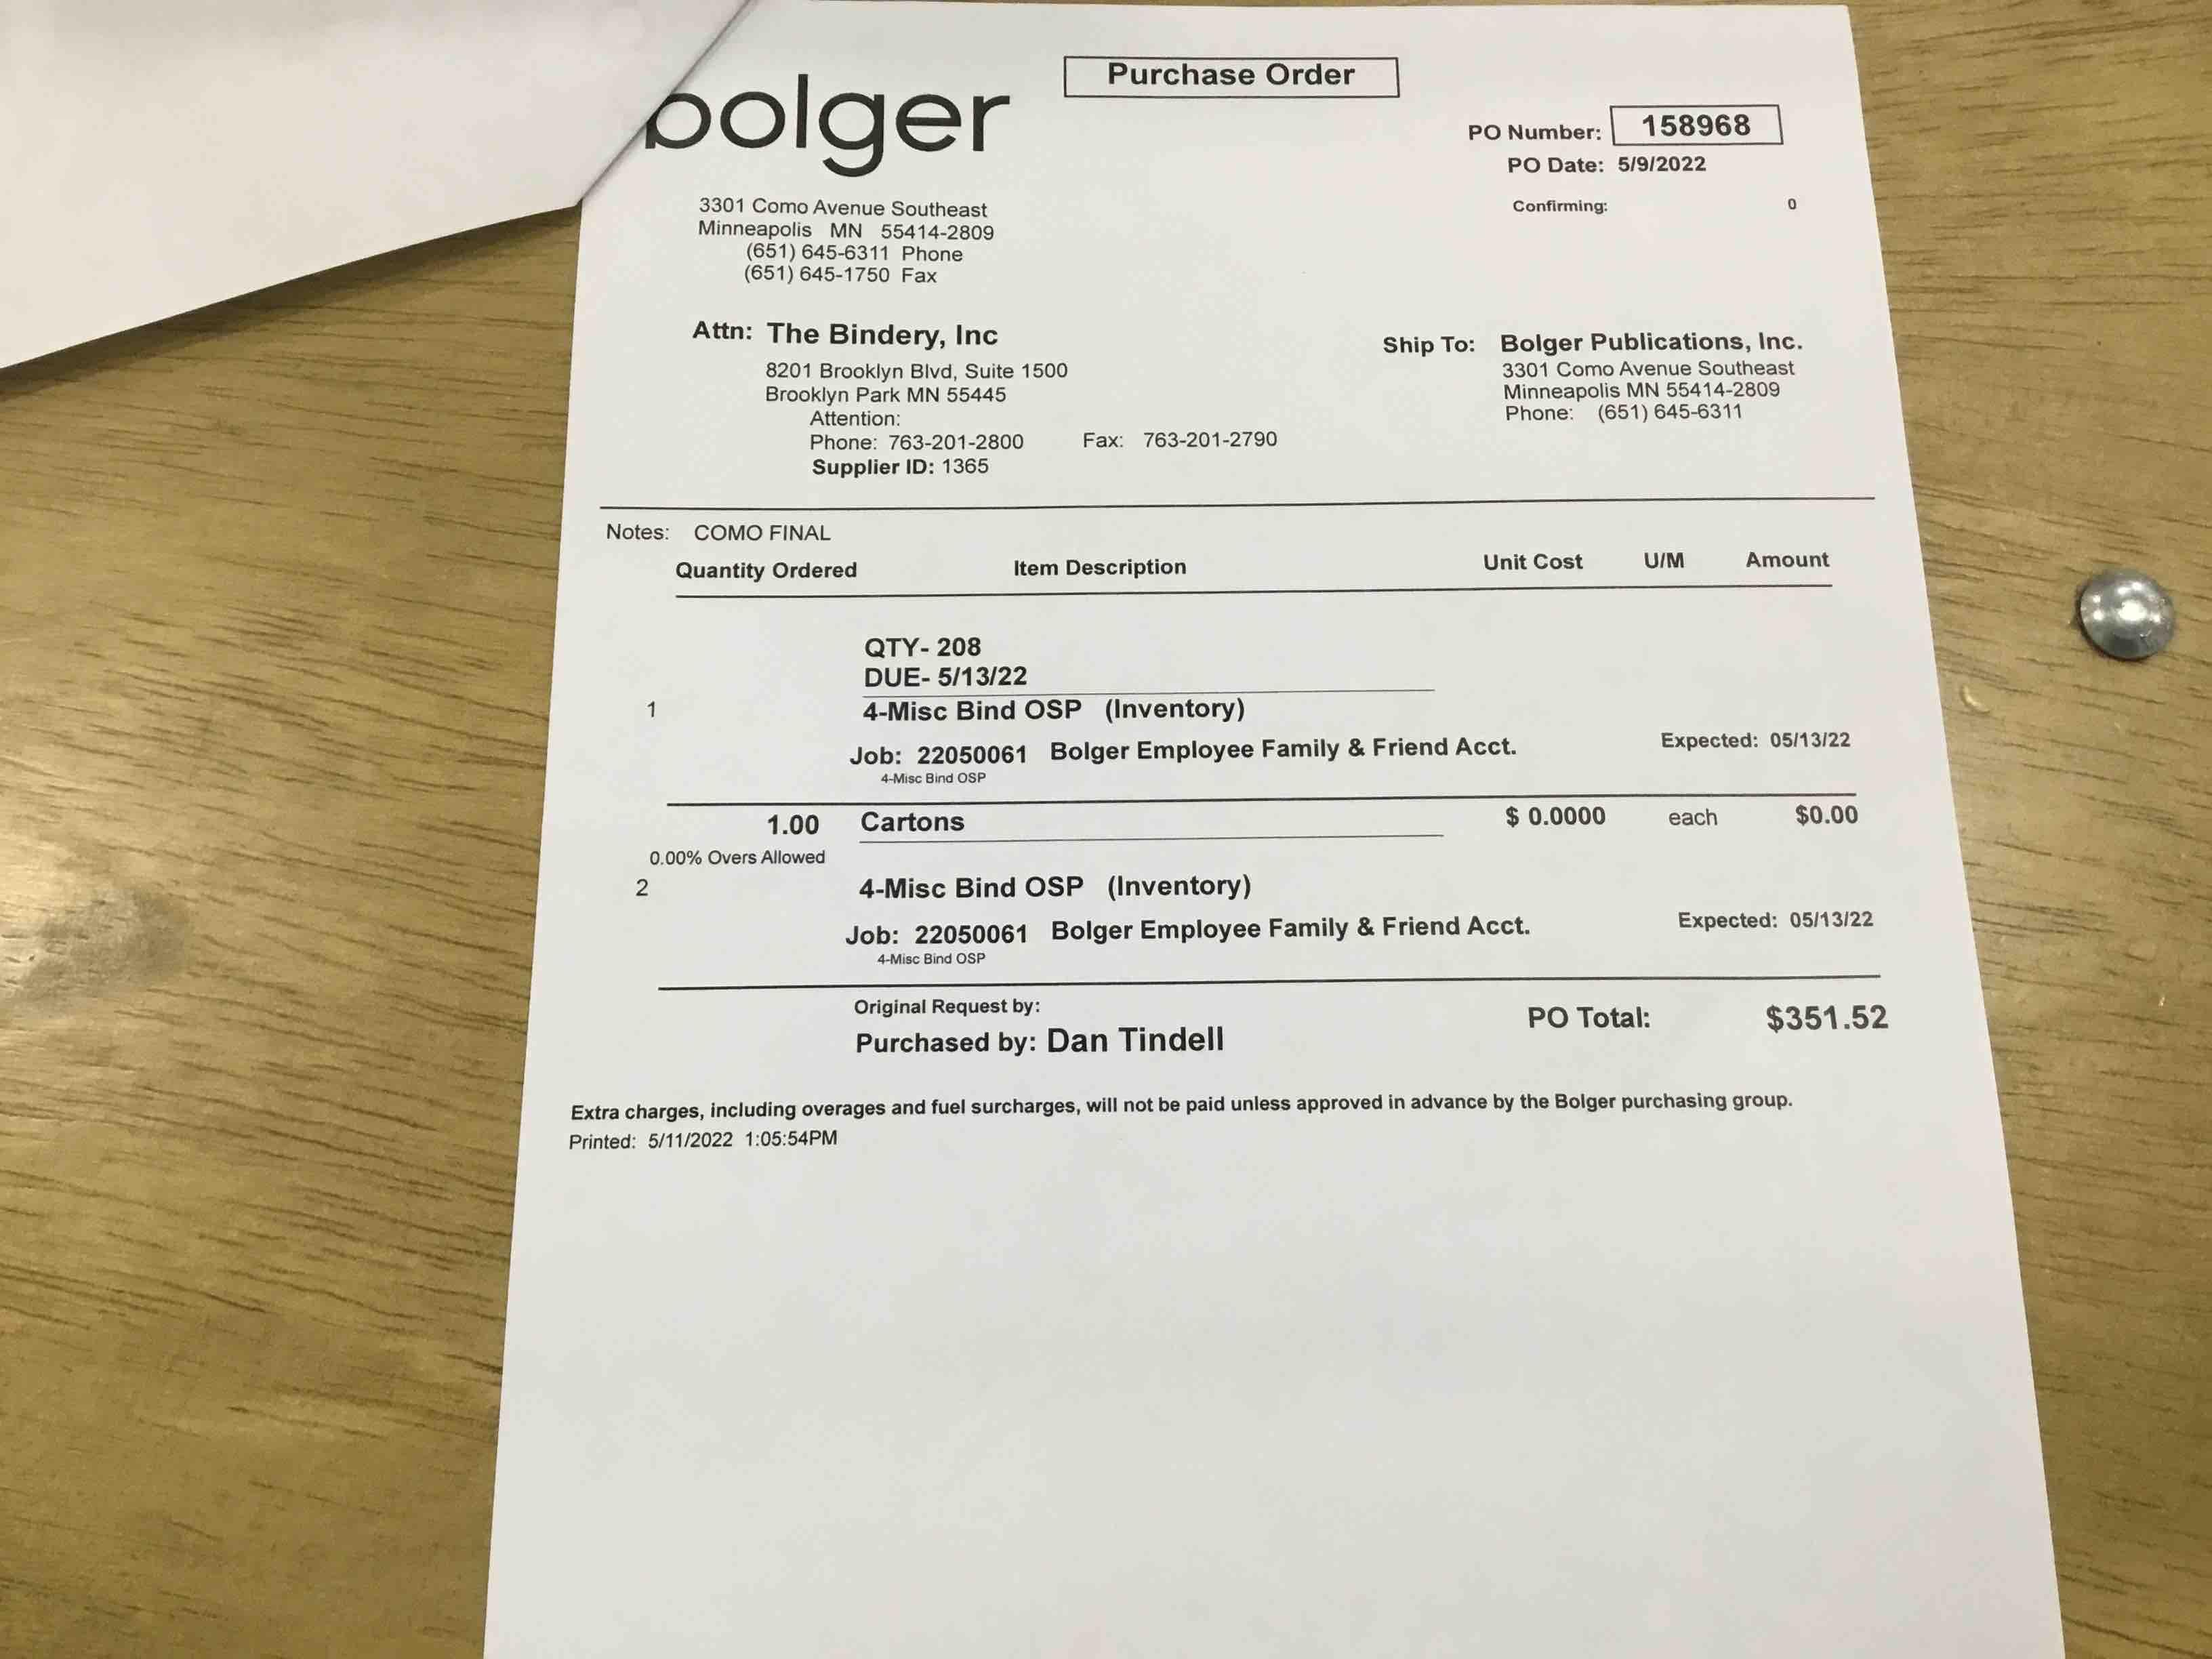 Purchase Order
bolger
PO Number: 158968
PO Date: 5/9/2022
Confirming: 0
3301 Como Avenue Southeast
Minneapolis MN 55414-2809
(651) 645-6311 Phone
(651) 645-1750 Fax
Attn: The Bindery, Inc
8201 Brooklyn Blvd, Suite 1500
Brooklyn Park MN 55445
Attention:
Phone: 763-201-2800 Fax: 763-201-2790
Supplier ID: 1365
Ship To: Bolger Publications, Inc.
3301 Como Avenue Southeast
Minneapolis MN 55414-2809
Phone: (651) 645-6311
Notes: COMO FINAL
Quantity Ordered Item Description Unit Cost U/M Amount
QTY- 208
DUE- 5/13/22
1 4-Misc Bind OSP (Inventory)
Job: 22050061 Bolger Employee Family & Friend Acct. Expected: 05/13/22
4-Misc Bind OSP
1.00 Cartons $ 0.0000 each $0.00
0.00% Overs Allowed
2 4-Misc Bind OSP (Inventory)
Job: 22050061 Bolger Employee Family & Friend Acct. Expected: 05/13/22
4-Misc Bind OSP
Original Request by:
Purchased by: Dan Tindell PO Total: $351.52
Extra charges, including overages and fuel surcharges, will not be paid unless approved in advance by the Bolger purchasing group.
Printed: 5/11/2022 1:05:54PM